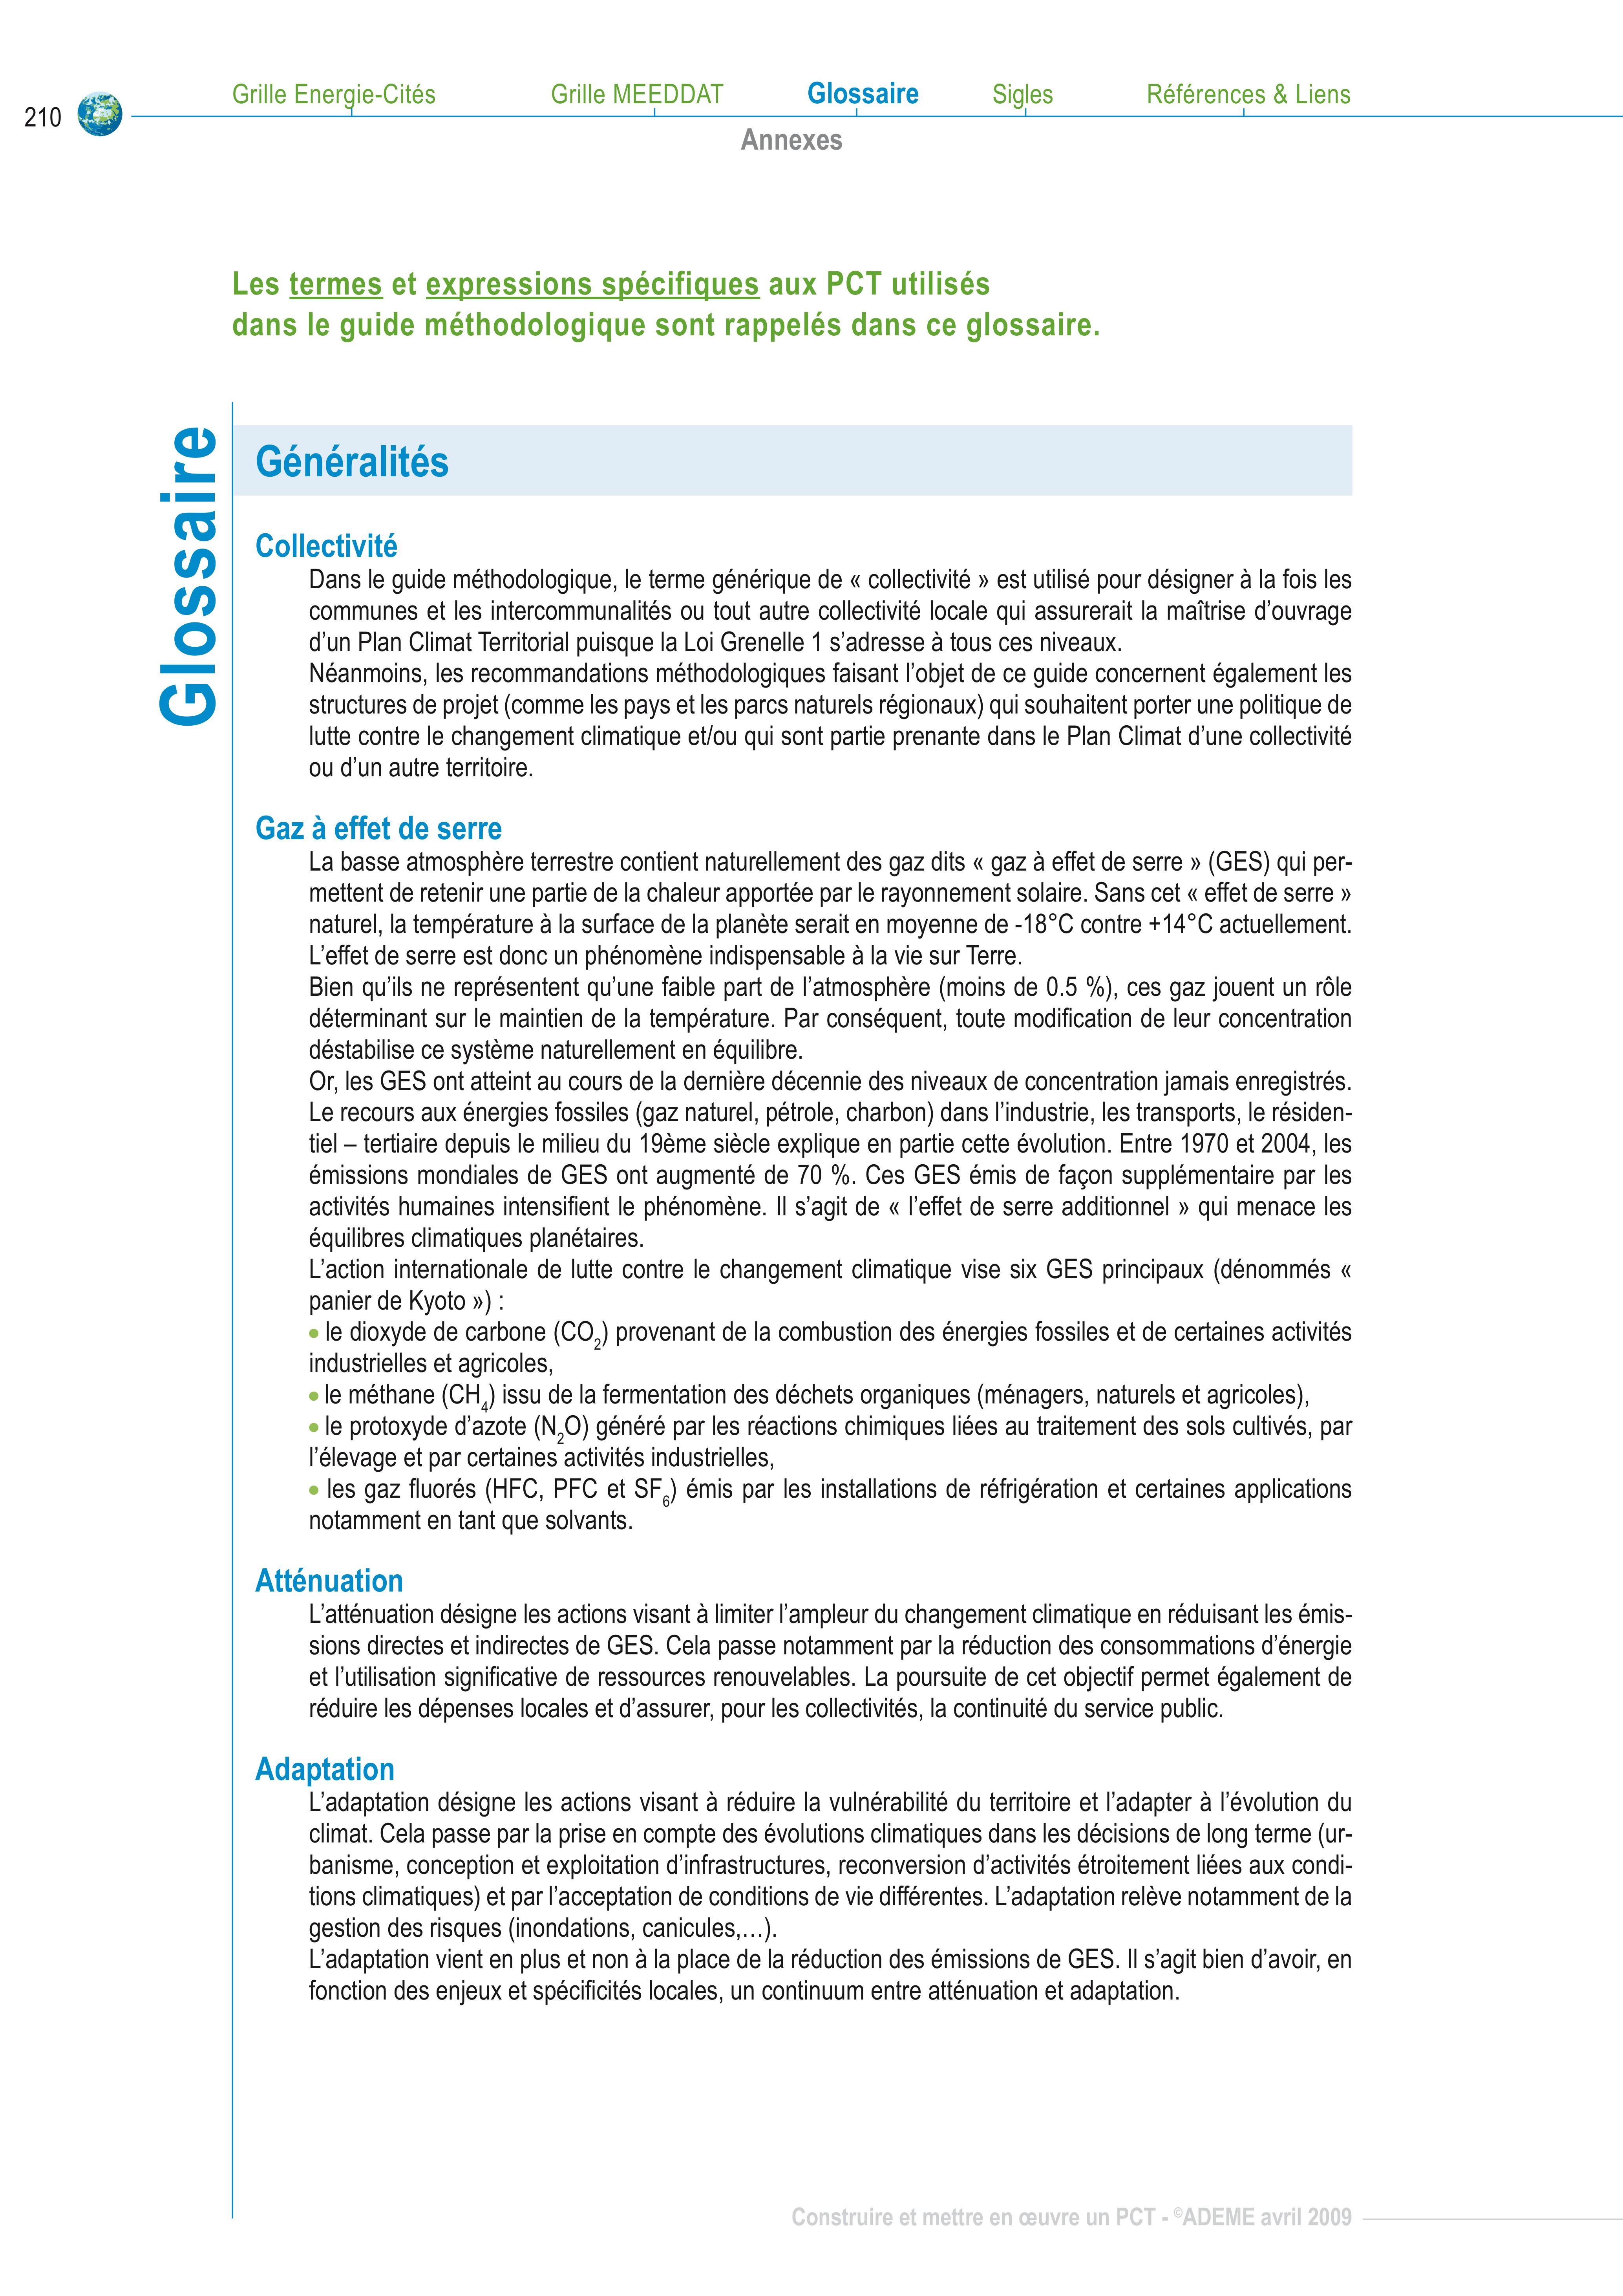 Grille Energie-Cités Grille MEEDDAT Glossaire Sigles Références & Liens
210
Annexes
Les termes et expressions spécifiques aux PCT utilisés
dans le guide méthodologique sont rappelés dans ce glossaire.
Glossaire
Généralités
Collectivité
Dans le guide méthodologique, le terme générique de « collectivité » est utilisé pour désigner à la fois les
communes et les intercommunalités ou tout autre collectivité locale qui assurerait la maîtrise d’ouvrage
d’un Plan Climat Territorial puisque la Loi Grenelle 1 s’adresse à tous ces niveaux.
Néanmoins, les recommandations méthodologiques faisant l’objet de ce guide concernent également les
structures de projet (comme les pays et les parcs naturels régionaux) qui souhaitent porter une politique de
lutte contre le changement climatique et/ou qui sont partie prenante dans le Plan Climat d’une collectivité
ou d’un autre territoire.
Gaz à effet de serre
La basse atmosphère terrestre contient naturellement des gaz dits « gaz à effet de serre » (GES) qui per-
mettent de retenir une partie de la chaleur apportée par le rayonnement solaire. Sans cet « effet de serre »
naturel, la température à la surface de la planète serait en moyenne de -18°C contre +14°C actuellement.
L’effet de serre est donc un phénomène indispensable à la vie sur Terre.
Bien qu’ils ne représentent qu’une faible part de l’atmosphère (moins de 0.5 %), ces gaz jouent un rôle
déterminant sur le maintien de la température. Par conséquent, toute modification de leur concentration
déstabilise ce système naturellement en équilibre.
Or, les GES ont atteint au cours de la dernière décennie des niveaux de concentration jamais enregistrés.
Le recours aux énergies fossiles (gaz naturel, pétrole, charbon) dans l’industrie, les transports, le résiden-
tiel – tertiaire depuis le milieu du 19ème siècle explique en partie cette évolution. Entre 1970 et 2004, les
émissions mondiales de GES ont augmenté de 70 %. Ces GES émis de façon supplémentaire par les
activités humaines intensifient le phénomène. Il s’agit de « l’effet de serre additionnel » qui menace les
équilibres climatiques planétaires.
L’action internationale de lutte contre le changement climatique vise six GES principaux (dénommés «
panier de Kyoto ») :
• le dioxyde de carbone (CO₂) provenant de la combustion des énergies fossiles et de certaines activités
industrielles et agricoles,
• le méthane (CH₄) issu de la fermentation des déchets organiques (ménagers, naturels et agricoles),
• le protoxyde d’azote (N₂O) généré par les réactions chimiques liées au traitement des sols cultivés, par
l’élevage et par certaines activités industrielles,
• les gaz fluorés (HFC, PFC et SF₆) émis par les installations de réfrigération et certaines applications
notamment en tant que solvants.
Atténuation
L’atténuation désigne les actions visant à limiter l’ampleur du changement climatique en réduisant les émis-
sions directes et indirectes de GES. Cela passe notamment par la réduction des consommations d’énergie
et l’utilisation significative de ressources renouvelables. La poursuite de cet objectif permet également de
réduire les dépenses locales et d’assurer, pour les collectivités, la continuité du service public.
Adaptation
L’adaptation désigne les actions visant à réduire la vulnérabilité du territoire et l’adapter à l’évolution du
climat. Cela passe par la prise en compte des évolutions climatiques dans les décisions de long terme (ur-
banisme, conception et exploitation d’infrastructures, reconversion d’activités étroitement liées aux condi-
tions climatiques) et par l’acceptation de conditions de vie différentes. L’adaptation relève notamment de la
gestion des risques (inondations, canicules,…).
L’adaptation vient en plus et non à la place de la réduction des émissions de GES. Il s’agit bien d’avoir, en
fonction des enjeux et spécificités locales, un continuum entre atténuation et adaptation.
Construire et mettre en œuvre un PCT - ©ADEME avril 2009